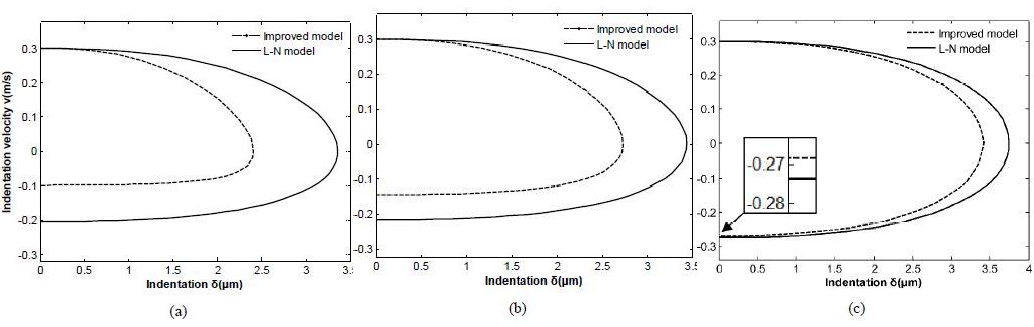 Improved model
L-N model
0.3
0.2
0.1
0
-0.1
-0.2
-0.3
Indentation velocity v(m/s)
0 0.5 1 1.5 2 2.5 3 3.
Indentation δ(μm)
(a)
Improved model
L-N model
0.3
0.2
0.1
0
-0.1
-0.2
-0.3
0 0.5 1 1.5 2 2.5 3 3.
Indentation δ(μm)
(b)
Improved model
L-N model
0.3
0.2
0.1
0
-0.1
-0.2
-0.3
-0.27
-0.28
0 0.5 1 1.5 2 2.5 3 3.5 4
Indentation δ(μm)
(c)